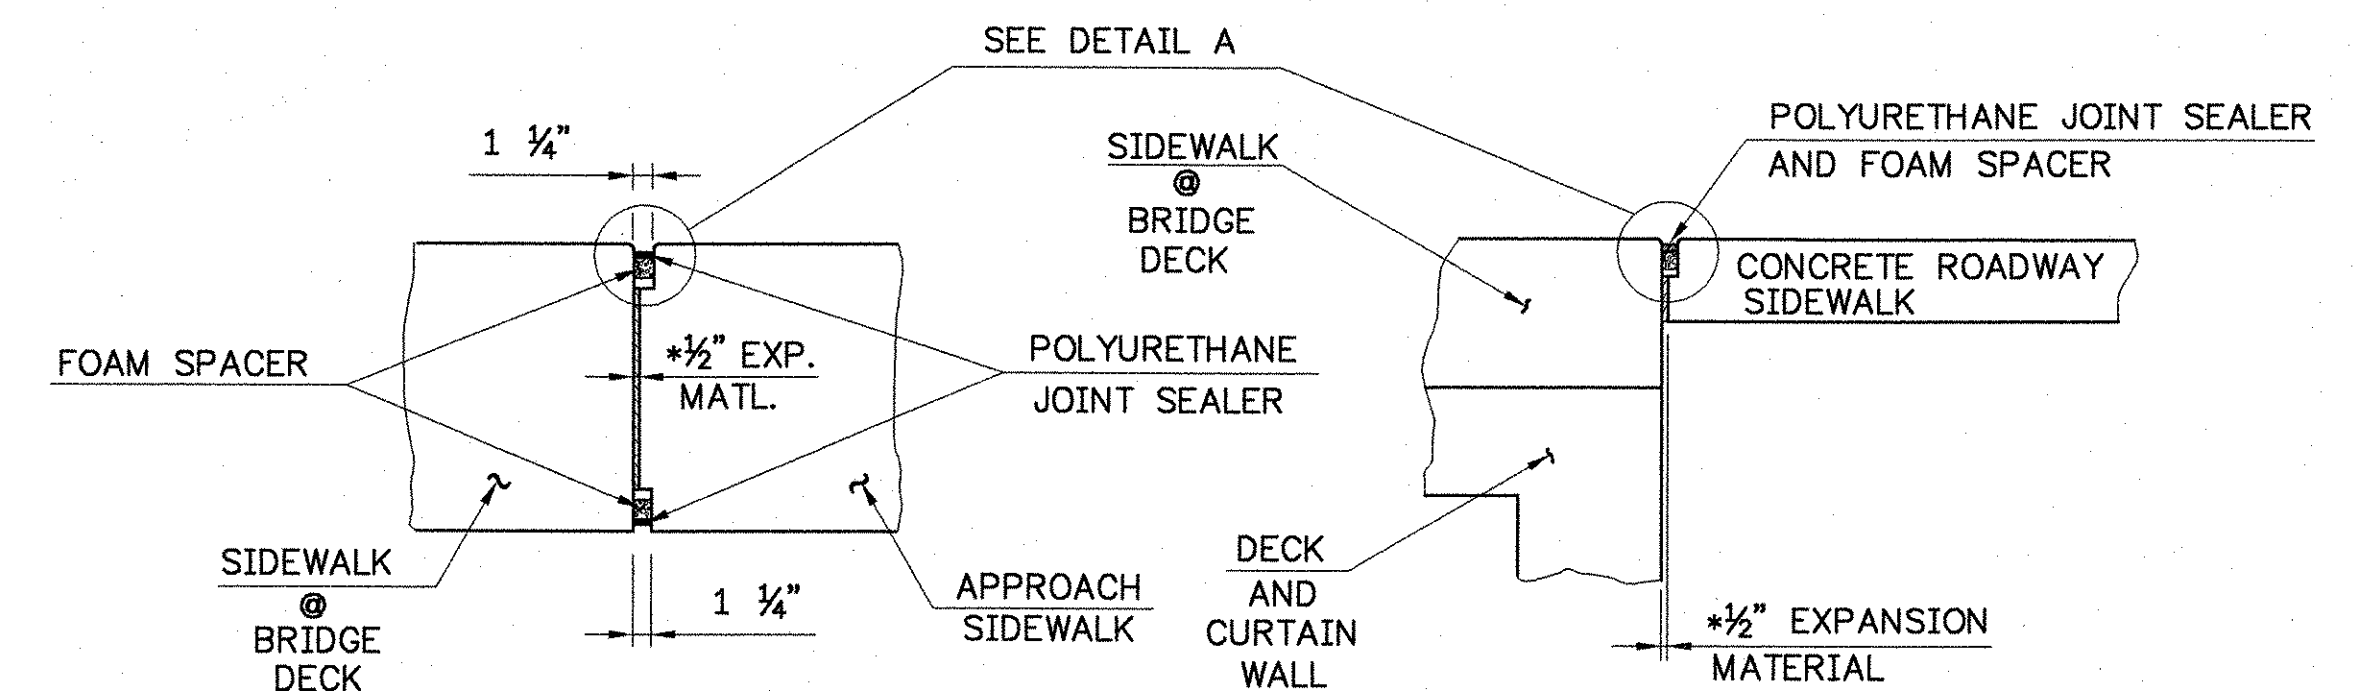 SEE DETAIL A
1 ¼"
FOAM SPACER
*½" EXP.
MATL.
POLYURETHANE
JOINT SEALER
SIDEWALK
@
BRIDGE
DECK
1 ¼"
APPROACH
SIDEWALK
SIDEWALK
@
BRIDGE
DECK
POLYURETHANE JOINT SEALER
AND FOAM SPACER
CONCRETE ROADWAY
SIDEWALK
DECK
AND
CURTAIN
WALL
*½" EXPANSION
MATERIAL